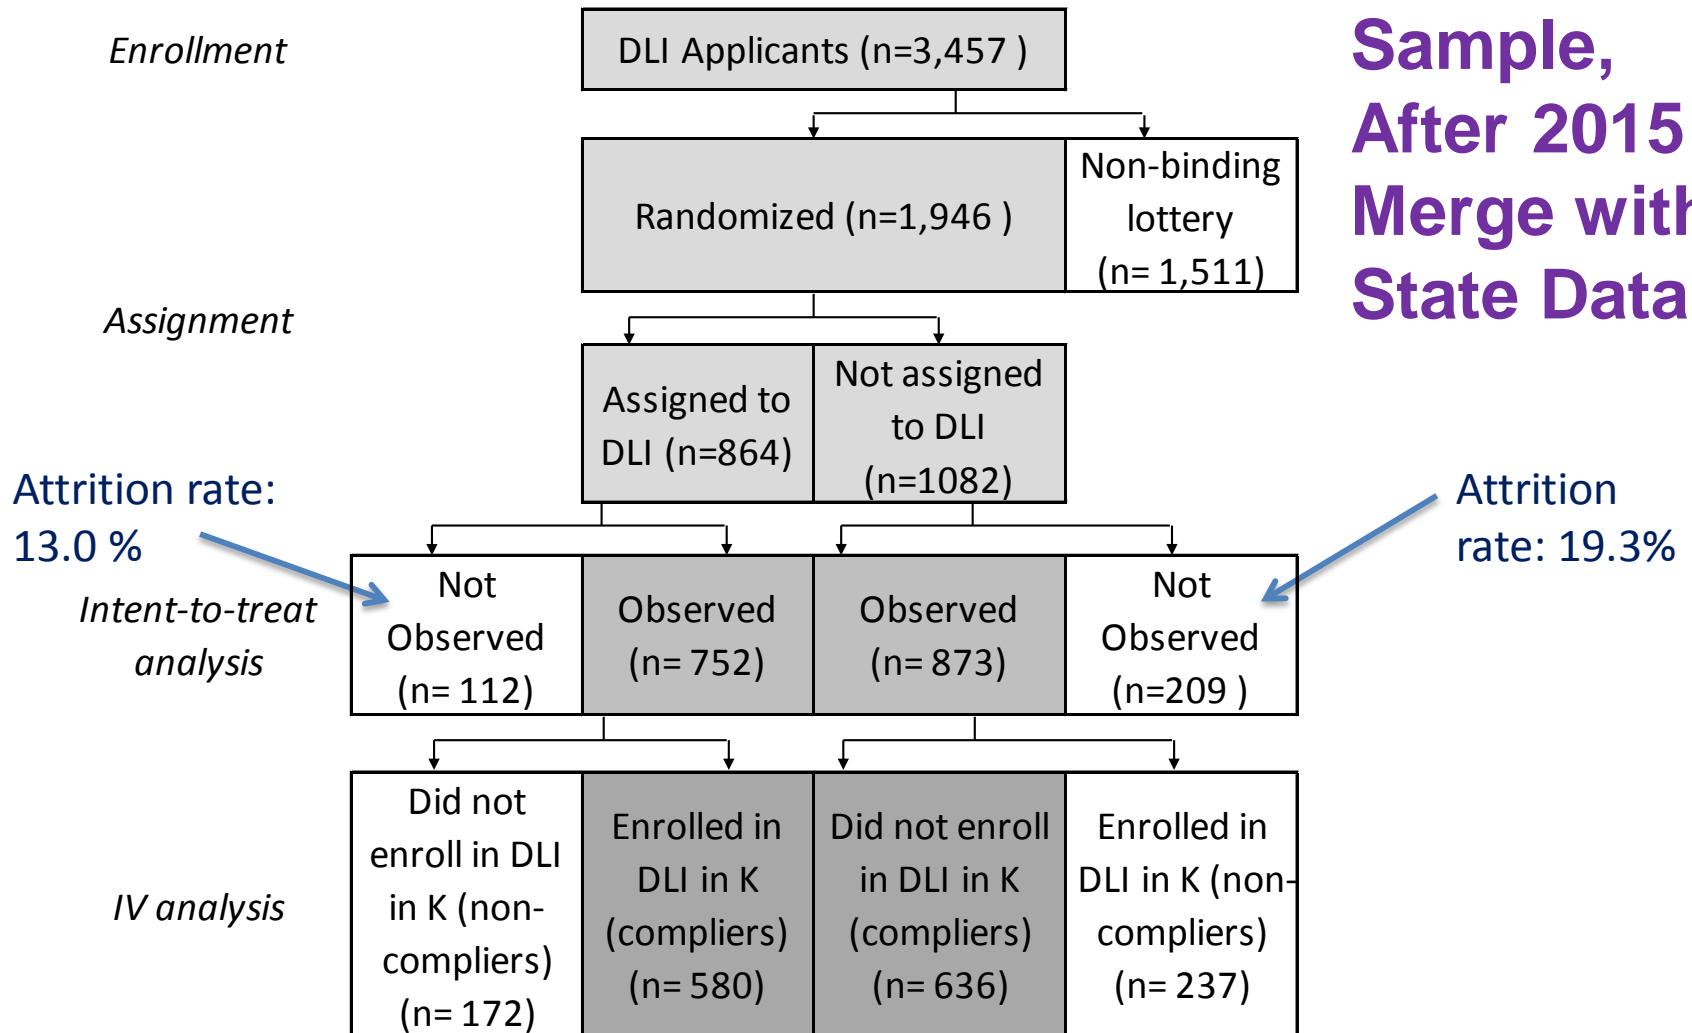 Enrollment
DLI Applicants (n=3,457 )
Sample,
After 2015
Merge with
State Data
Randomized (n=1,946 )
Non-binding
lottery
(n= 1,511)
Assignment
Assigned to
DLI (n=864)
Not assigned
to DLI
(n=1082)
Attrition rate:
13.0 %
Attrition
rate: 19.3%
Intent-to-treat
analysis
Not
Observed
(n= 112)
Observed
(n= 752)
Observed
(n= 873)
Not
Observed
(n=209 )
IV analysis
Did not
enroll in DLI
in K (non-
compliers)
(n= 172)
Enrolled in
DLI in K
(compliers)
(n= 580)
Did not enroll
in DLI in K
(compliers)
(n= 636)
Enrolled in
DLI in K (non-
compliers)
(n= 237)